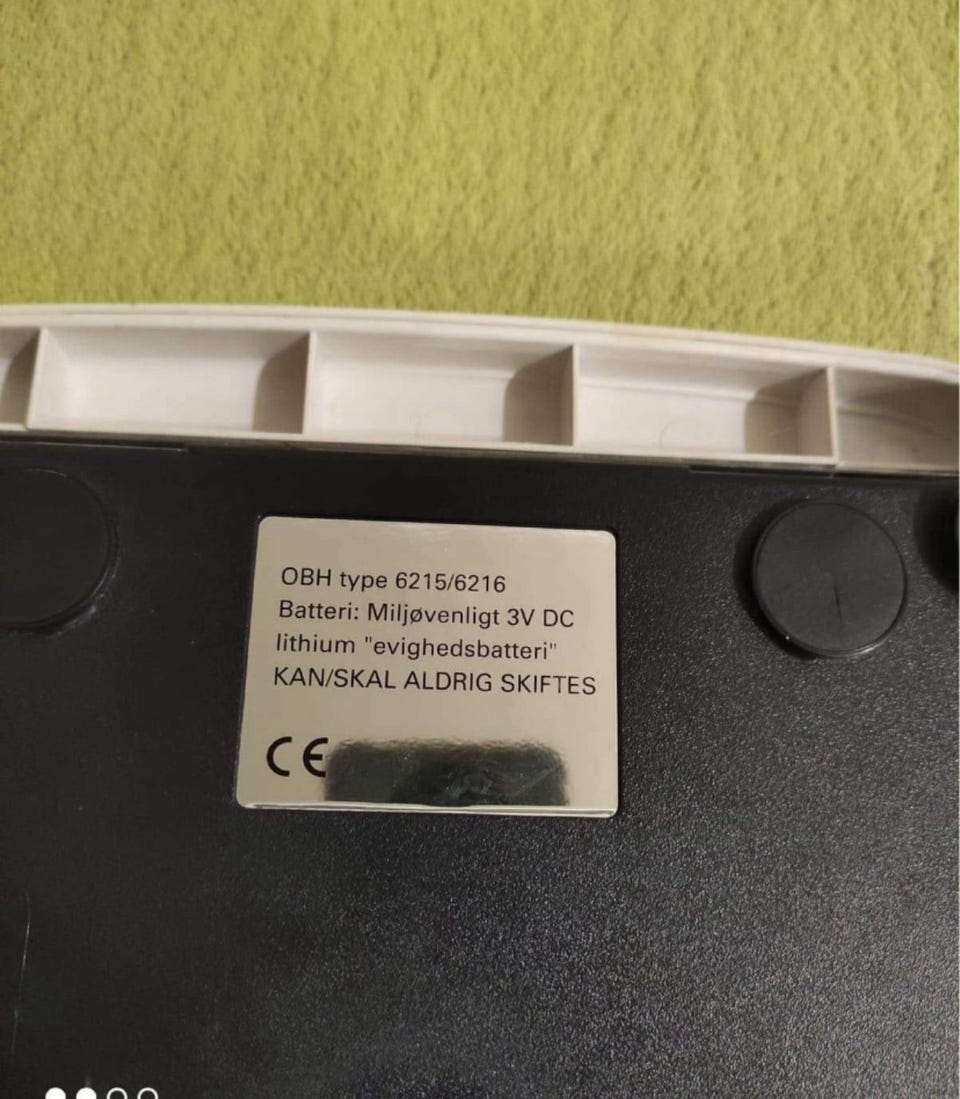 OBH type 6215/6216
Batteri: Miljøvenligt 3V DC
lithium "evighedsbatteri"
KAN/SKAL ALDRIG SKIFTES
CE